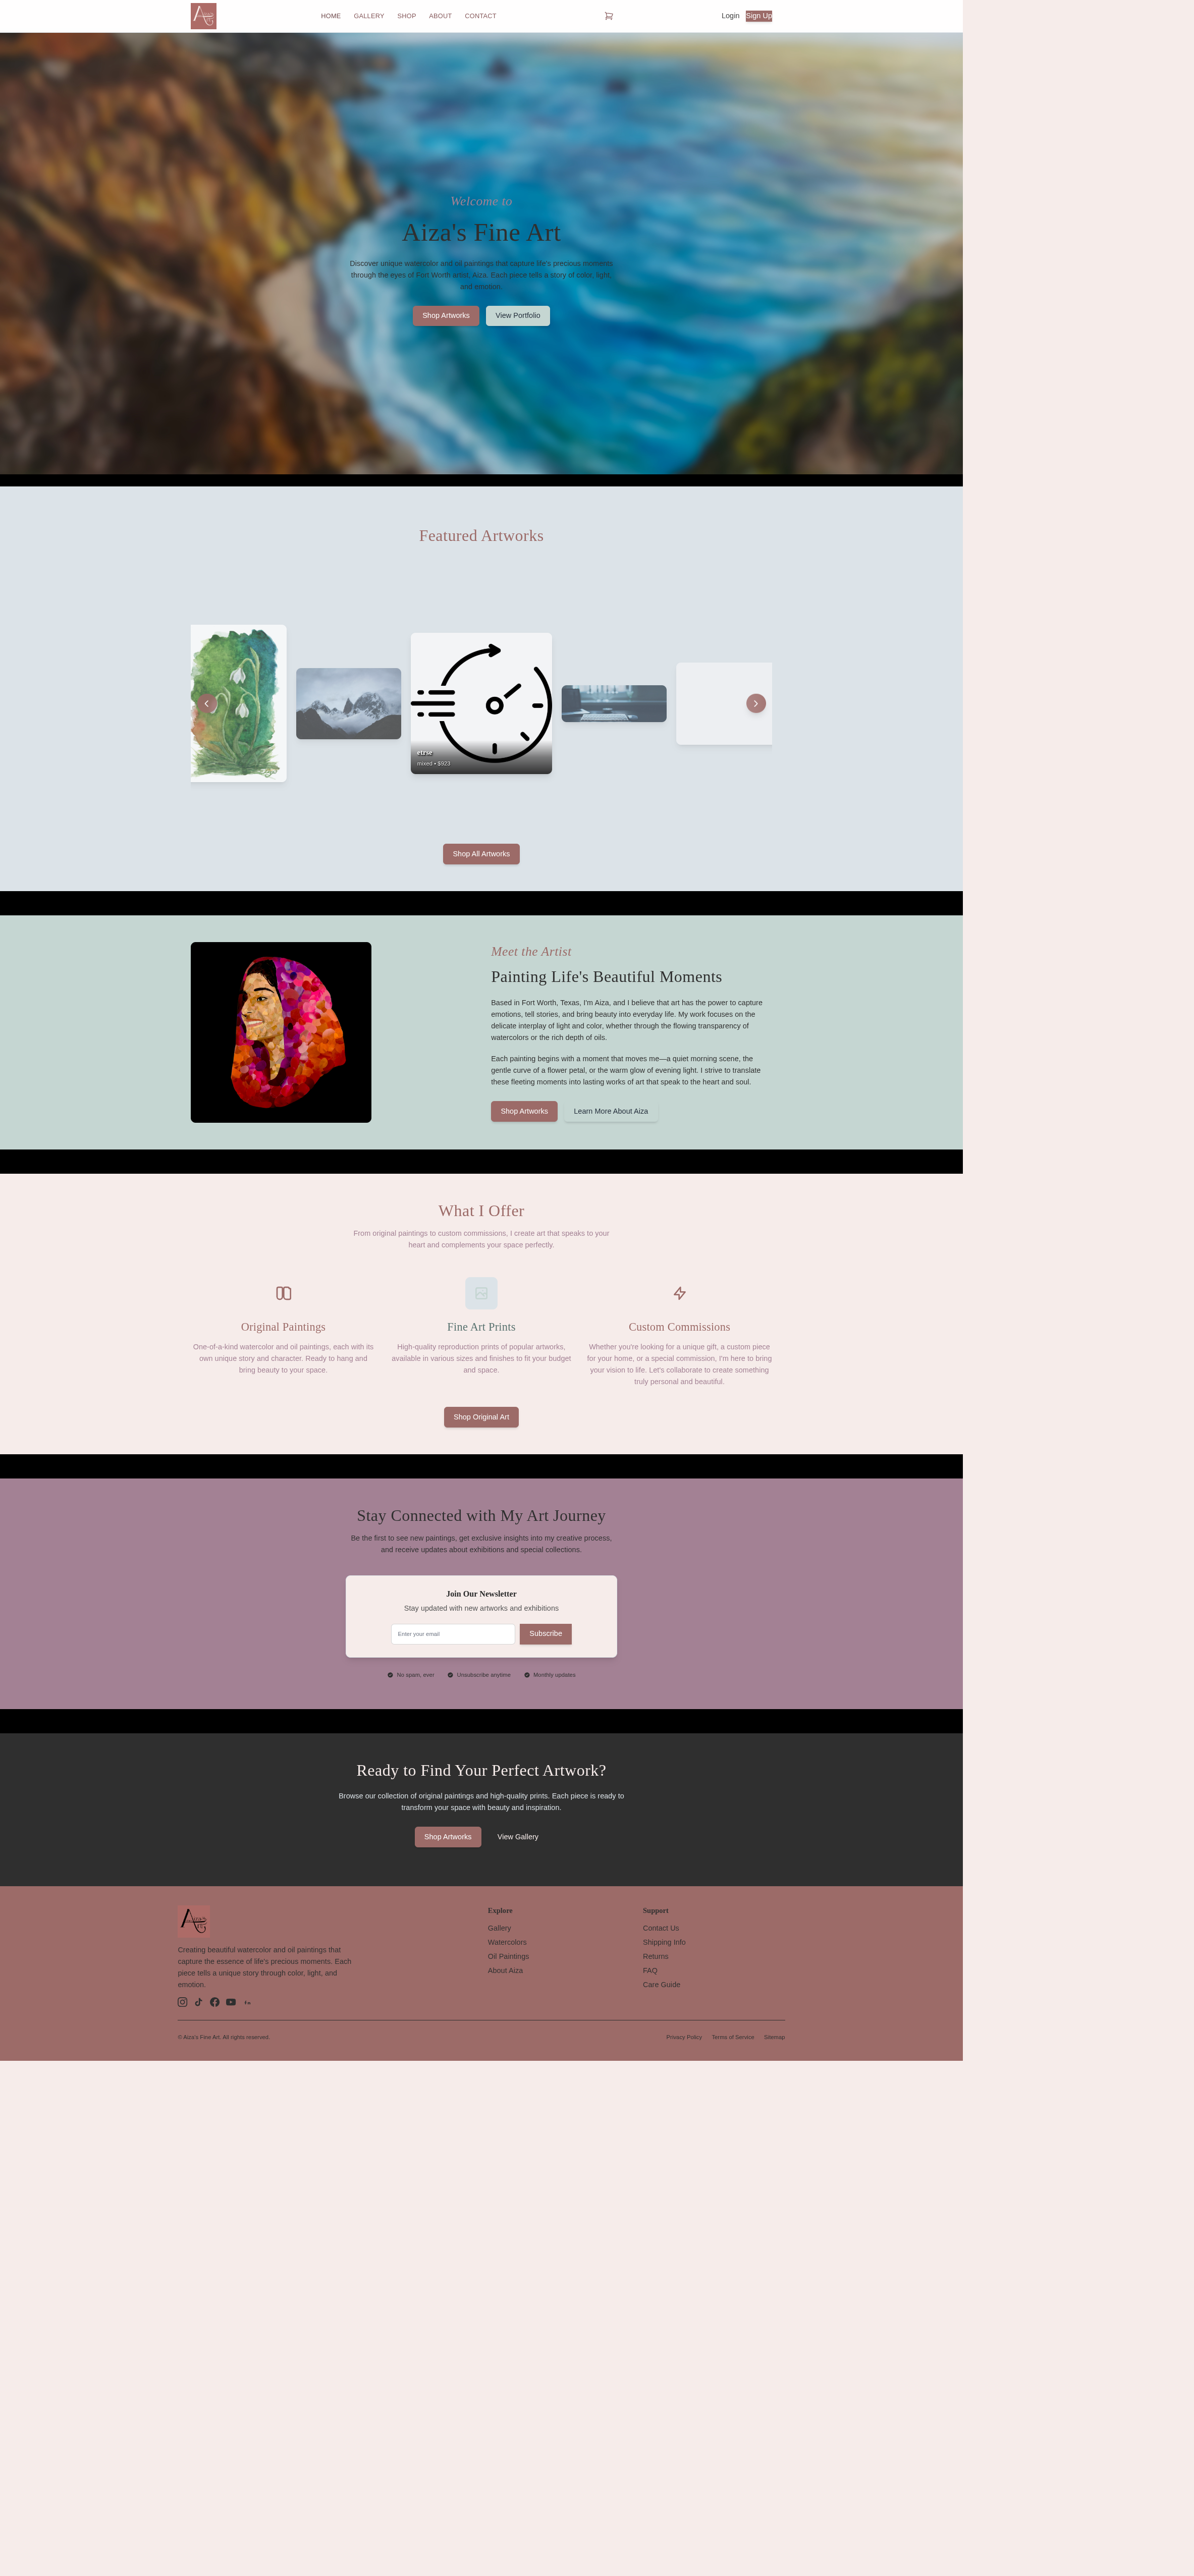 HOME GALLERY SHOP ABOUT CONTACT
Login Sign Up
Welcome to
Aiza's Fine Art
Discover unique watercolor and oil paintings that capture life's precious moments
through the eyes of Fort Worth artist, Aiza. Each piece tells a story of color, light,
and emotion.
Shop Artworks View Portfolio
Featured Artworks
etrse
mixed • $923
Shop All Artworks
Meet the Artist
Painting Life's Beautiful Moments
Based in Fort Worth, Texas, I'm Aiza, and I believe that art has the power to capture
emotions, tell stories, and bring beauty into everyday life. My work focuses on the
delicate interplay of light and color, whether through the flowing transparency of
watercolors or the rich depth of oils.
Each painting begins with a moment that moves me—a quiet morning scene, the
gentle curve of a flower petal, or the warm glow of evening light. I strive to translate
these fleeting moments into lasting works of art that speak to the heart and soul.
Shop Artworks Learn More About Aiza
What I Offer
From original paintings to custom commissions, I create art that speaks to your
heart and complements your space perfectly.
Original Paintings
One-of-a-kind watercolor and oil paintings, each with its
own unique story and character. Ready to hang and
bring beauty to your space.
Fine Art Prints
High-quality reproduction prints of popular artworks,
available in various sizes and finishes to fit your budget
and space.
Custom Commissions
Whether you're looking for a unique gift, a custom piece
for your home, or a special commission, I'm here to bring
your vision to life. Let's collaborate to create something
truly personal and beautiful.
Shop Original Art
Stay Connected with My Art Journey
Be the first to see new paintings, get exclusive insights into my creative process,
and receive updates about exhibitions and special collections.
Join Our Newsletter
Stay updated with new artworks and exhibitions
Enter your email Subscribe
No spam, ever Unsubscribe anytime Monthly updates
Ready to Find Your Perfect Artwork?
Browse our collection of original paintings and high-quality prints. Each piece is ready to
transform your space with beauty and inspiration.
Shop Artworks View Gallery
Creating beautiful watercolor and oil paintings that
capture the essence of life's precious moments. Each
piece tells a unique story through color, light, and
emotion.
Explore
Gallery
Watercolors
Oil Paintings
About Aiza
Support
Contact Us
Shipping Info
Returns
FAQ
Care Guide
© Aiza's Fine Art. All rights reserved.
Privacy Policy Terms of Service Sitemap